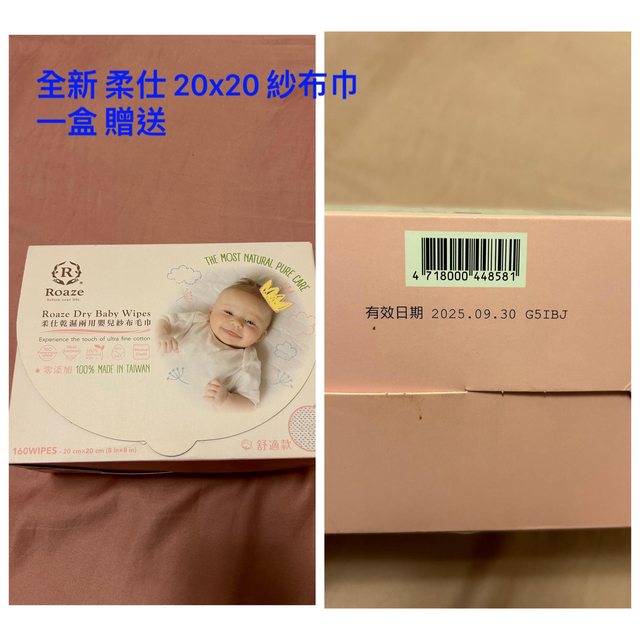 全新 柔仕 20x20 紗布巾
一盒 贈送
R
Roaze
THE MOST NATURAL PURE CARE
Roaze Dry Baby Wipes
柔仕乾濕兩用嬰兒紗布毛巾
Experience the touch of ultra fine cotton
零添加 100% MADE IN TAIWAN
160WIPES - 20 cm×20 cm (8 in×8 in)
舒適款
4 718000 448581
有效日期 2025.09.30 G5IBJ